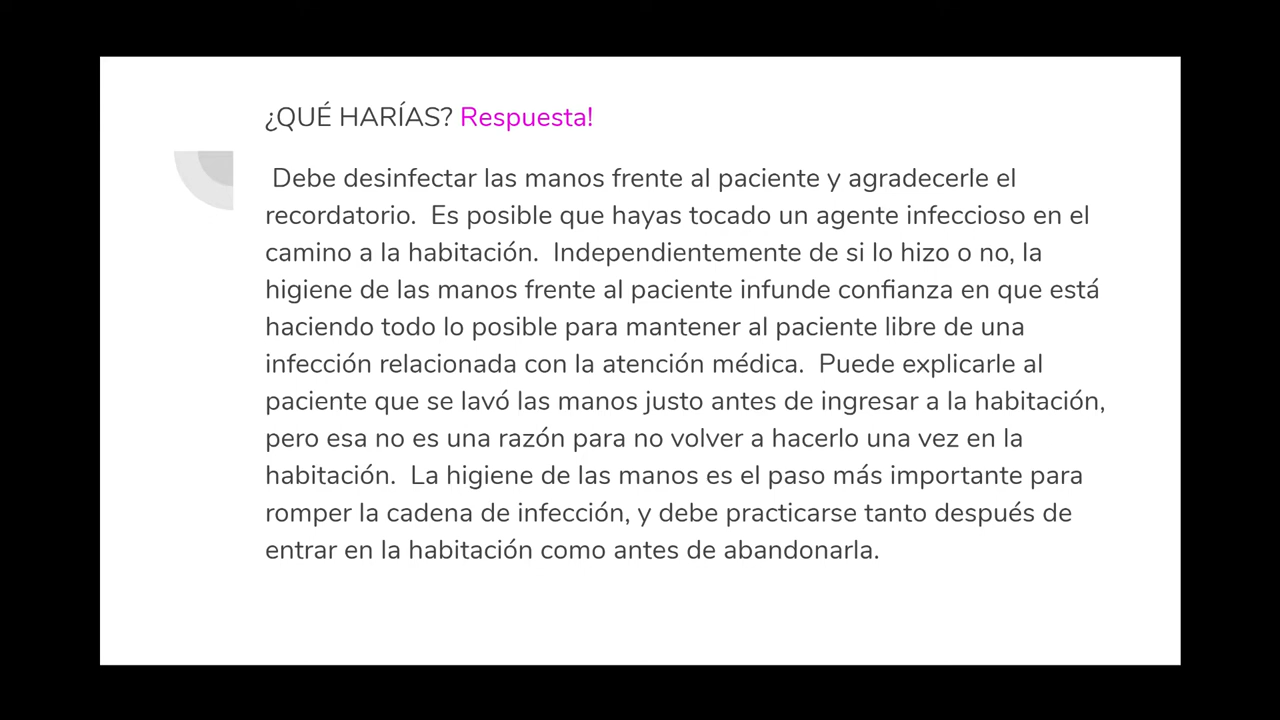 ¿QUÉ HARÍAS? Respuesta!
Debe desinfectar las manos frente al paciente y agradecerle el
recordatorio.  Es posible que hayas tocado un agente infeccioso en el
camino a la habitación.  Independientemente de si lo hizo o no, la
higiene de las manos frente al paciente infunde confianza en que está
haciendo todo lo posible para mantener al paciente libre de una
infección relacionada con la atención médica.  Puede explicarle al
paciente que se lavó las manos justo antes de ingresar a la habitación,
pero esa no es una razón para no volver a hacerlo una vez en la
habitación.  La higiene de las manos es el paso más importante para
romper la cadena de infección, y debe practicarse tanto después de
entrar en la habitación como antes de abandonarla.